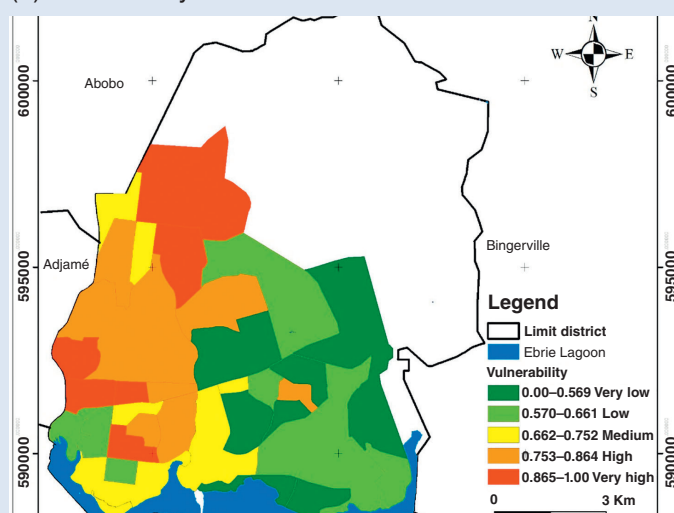 N
W E
S
Abobo
Adjamé
Bingerville
600000
595000
590000
600000
595000
590000
Legend
Limit district
Ebrie Lagoon
Vulnerability
0.00–0.569 Very low
0.570–0.661 Low
0.662–0.752 Medium
0.753–0.864 High
0.865–1.00 Very high
0 3 Km